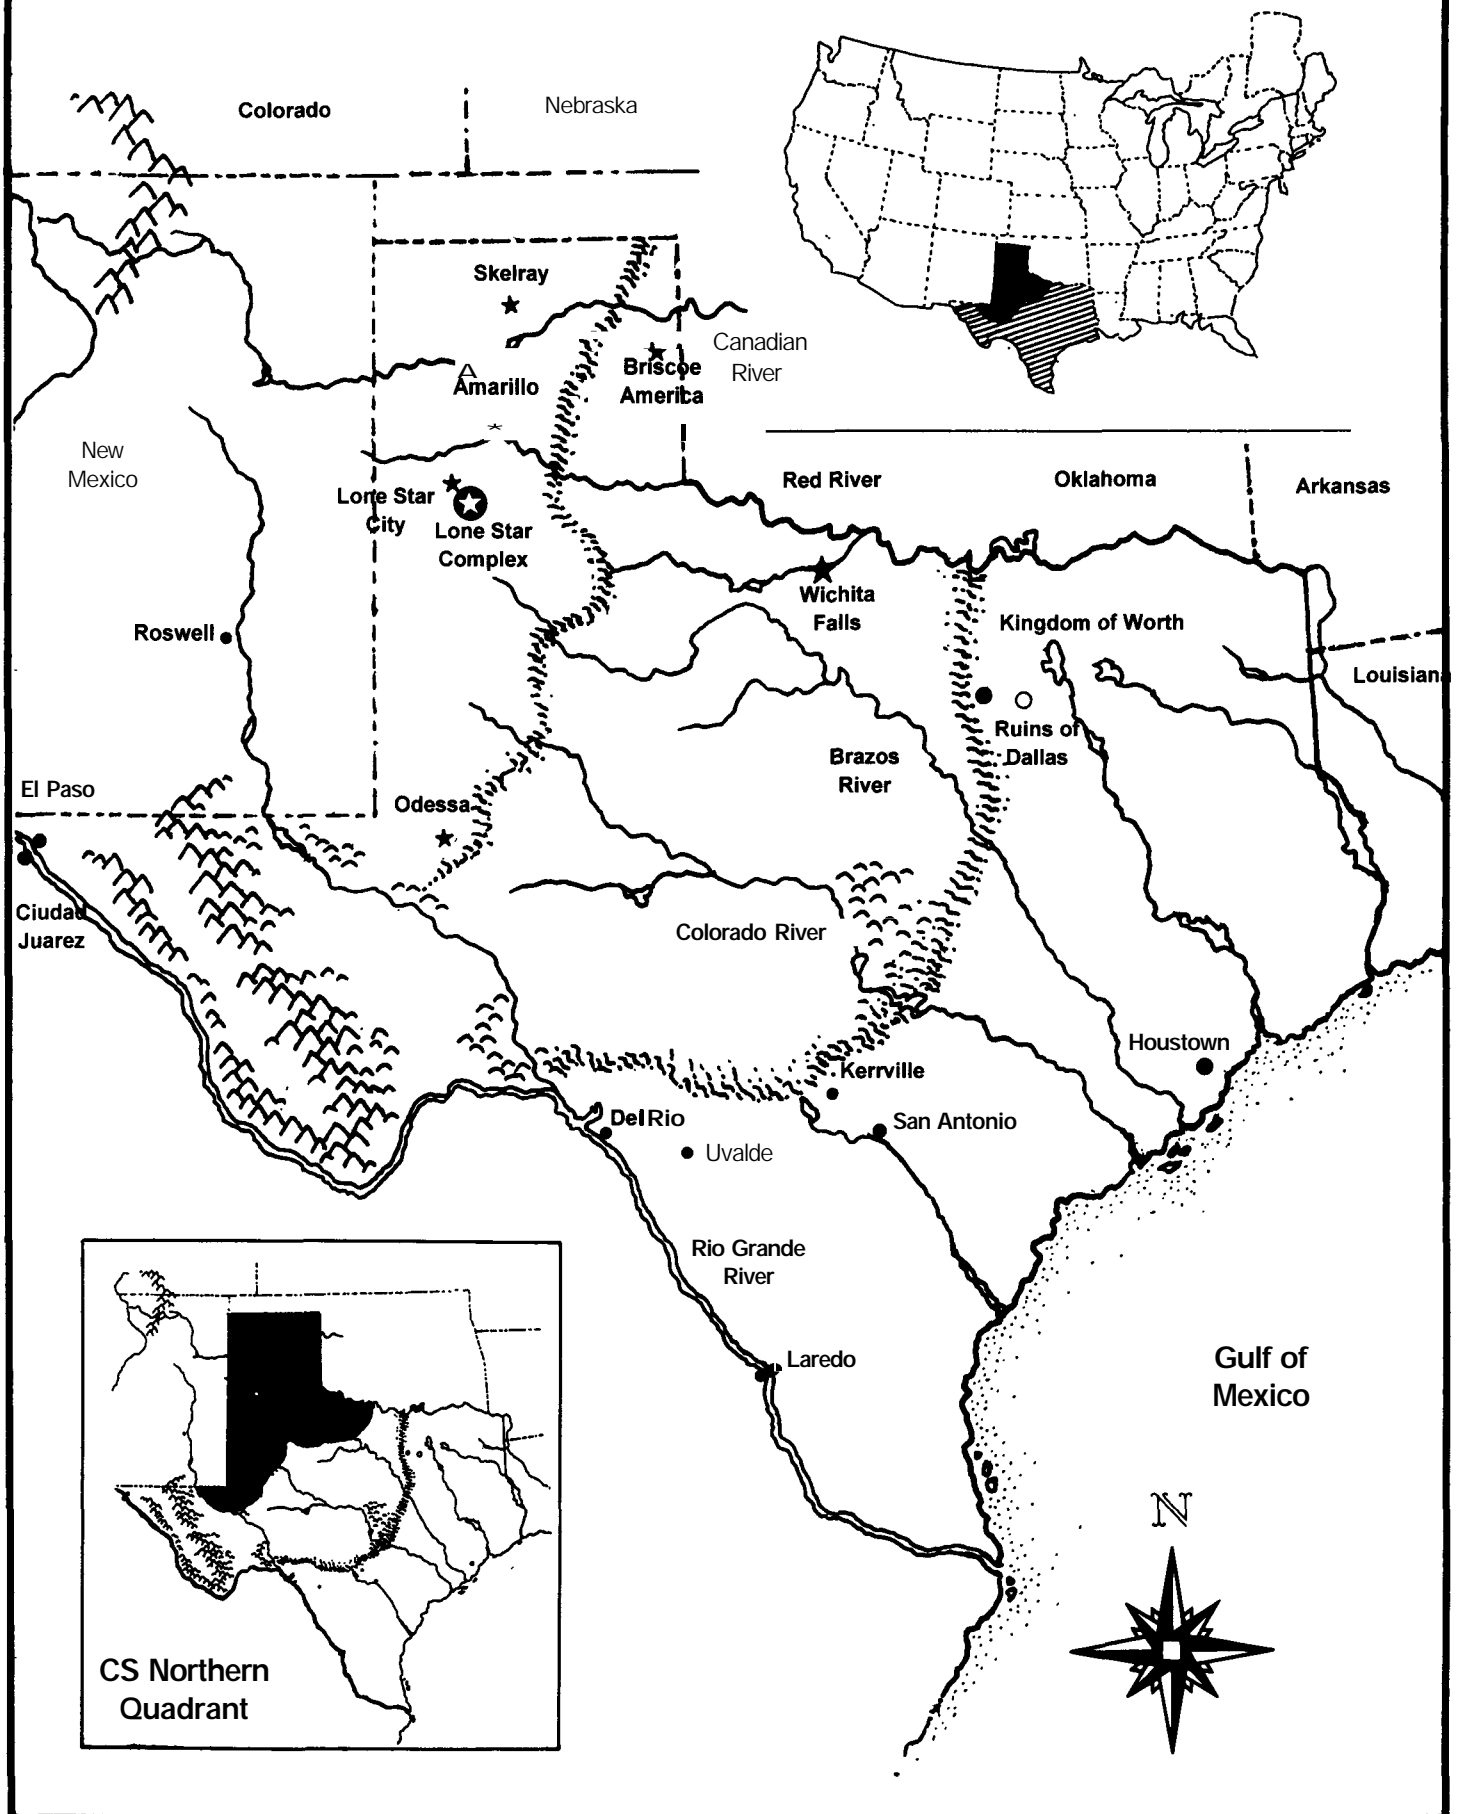 Colorado
Nebraska
Skelray
Canadian
River
Briscoe
America
Amarillo
New
Mexico
Red River
Oklahoma
Arkansas
Lone Star
City
Lone Star
Complex
Wichita
Falls
Kingdom of Worth
Roswell
Louisiana
Ruins of
Dallas
Brazos
River
El Paso
Odessa
Ciudad
Juarez
Colorado River
Houstown
Kerrville
Del Rio
San Antonio
Uvalde
Rio Grande
River
Laredo
Gulf of
Mexico
N
CS Northern
Quadrant